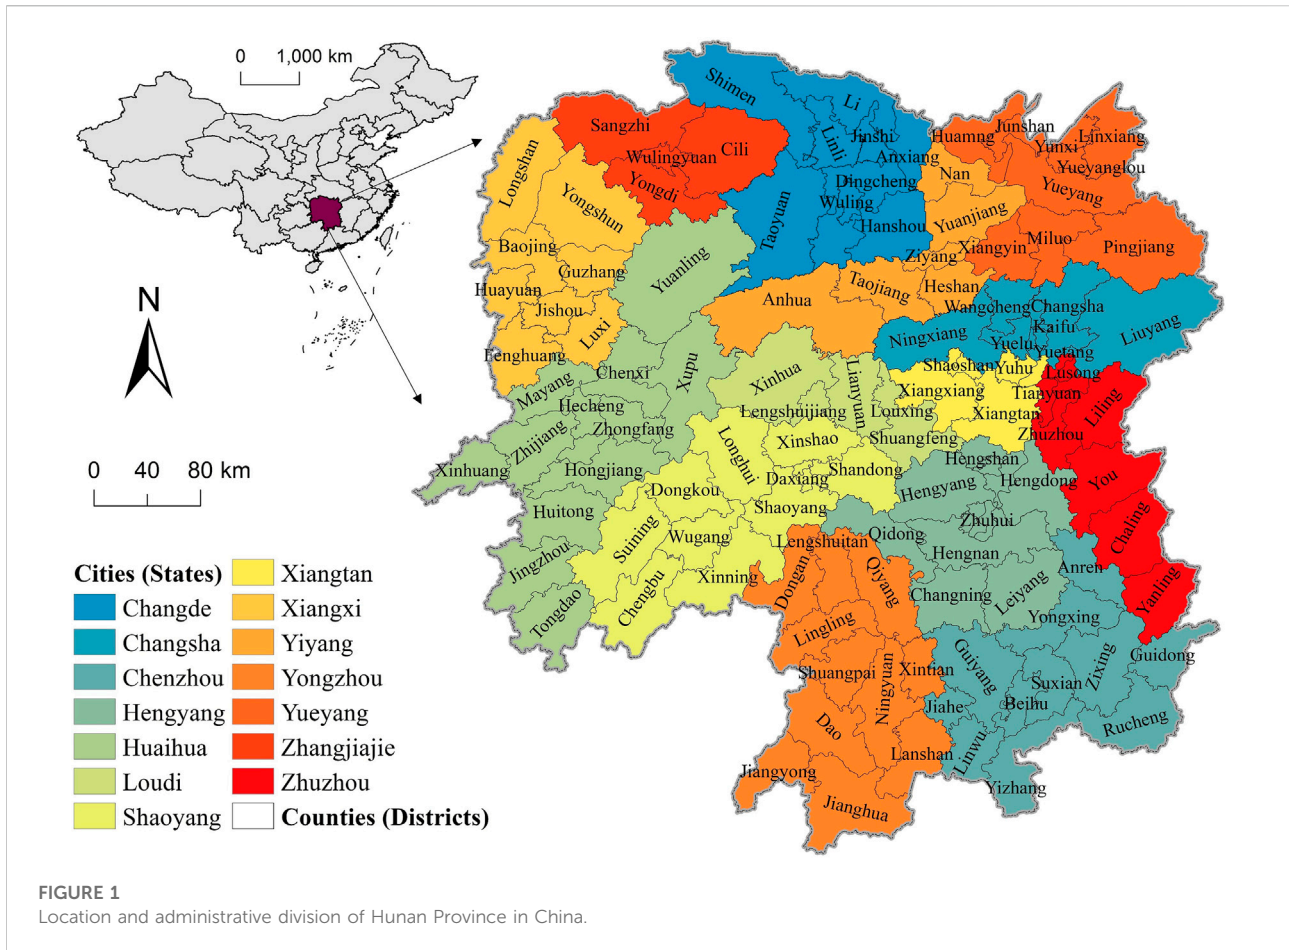 0 1,000 km
N
0 40 80 km
Cities (States)
Changde
Changsha
Chenzhou
Hengyang
Huaihua
Loudi
Shaoyang
Xiangtan
Xiangxi
Yiyang
Yongzhou
Yueyang
Zhangjiajie
Zhuzhou
Counties (Districts)
Shimen
Li
Linli
Jinshi
Anxiang
Dingcheng
Wuling
Hanshou
Taoyuan
Sangzhi
Wulingyuan
Cili
Yongdi
Longshan
Yongshun
Baojing
Guzhang
Huayuan
Jishou
Luxi
Fenghuang
Huamng
Junshan
Yunxi
Linxiang
Yueyanglou
Yueyang
Nan
Yuanjiang
Xiangyin
Miluo
Pingjiang
Ziyang
Heshan
Taojiang
Anhua
Yuanling
Wangcheng
Changsha
Kaifu
Liuyang
Ningxiang
Yuelu
Yuetang
Shaoshan
Yuhu
Lusong
Xiangxiang
Tianyuan
Xiangtan
Zhuzhou
Liling
You
Chaling
Yanling
Chenxi
Xupu
Mayang
Hecheng
Zhongfang
Zhijiang
Xinhuang
Hongjiang
Huitong
Jingzhou
Tongdao
Xinhua
Lengshuijiang
Lianyuan
Louxing
Shuangfeng
Longhui
Xinshao
Shandong
Daxiang
Dongkou
Shaoyang
Suining
Wugang
Xinning
Chengbu
Hengshan
Hengyang
Hengdong
Zhuhui
Qidong
Hengnan
Changning
Leiyang
Lengshuitan
Dongan
Qiyang
Lingling
Shuangpai
Ningyuan
Xintian
Dao
Lanshan
Jiangyong
Jianghua
Anren
Yongxing
Guiyang
Zixing
Guidong
Suxian
Beihu
Jiahe
Rucheng
Linwu
Yizhang
FIGURE 1
Location and administrative division of Hunan Province in China.